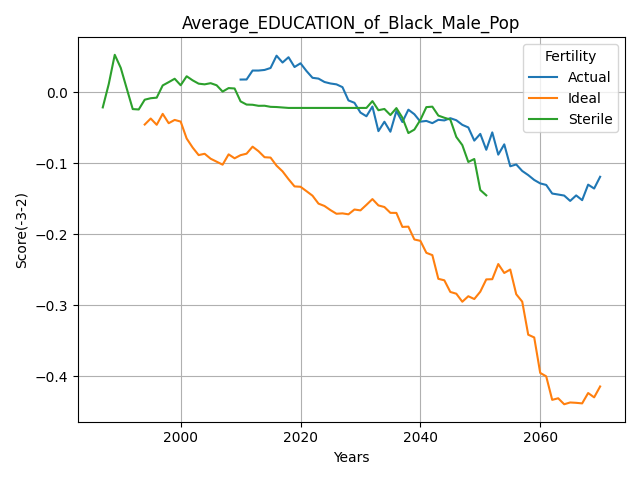 Average_EDUCATION_of_Black_Male_Pop
Fertility
Actual
Ideal
Sterile
0.0
−0.1
−0.2
−0.3
−0.4
Score(-3-2)
2000 2020 2040 2060
Years